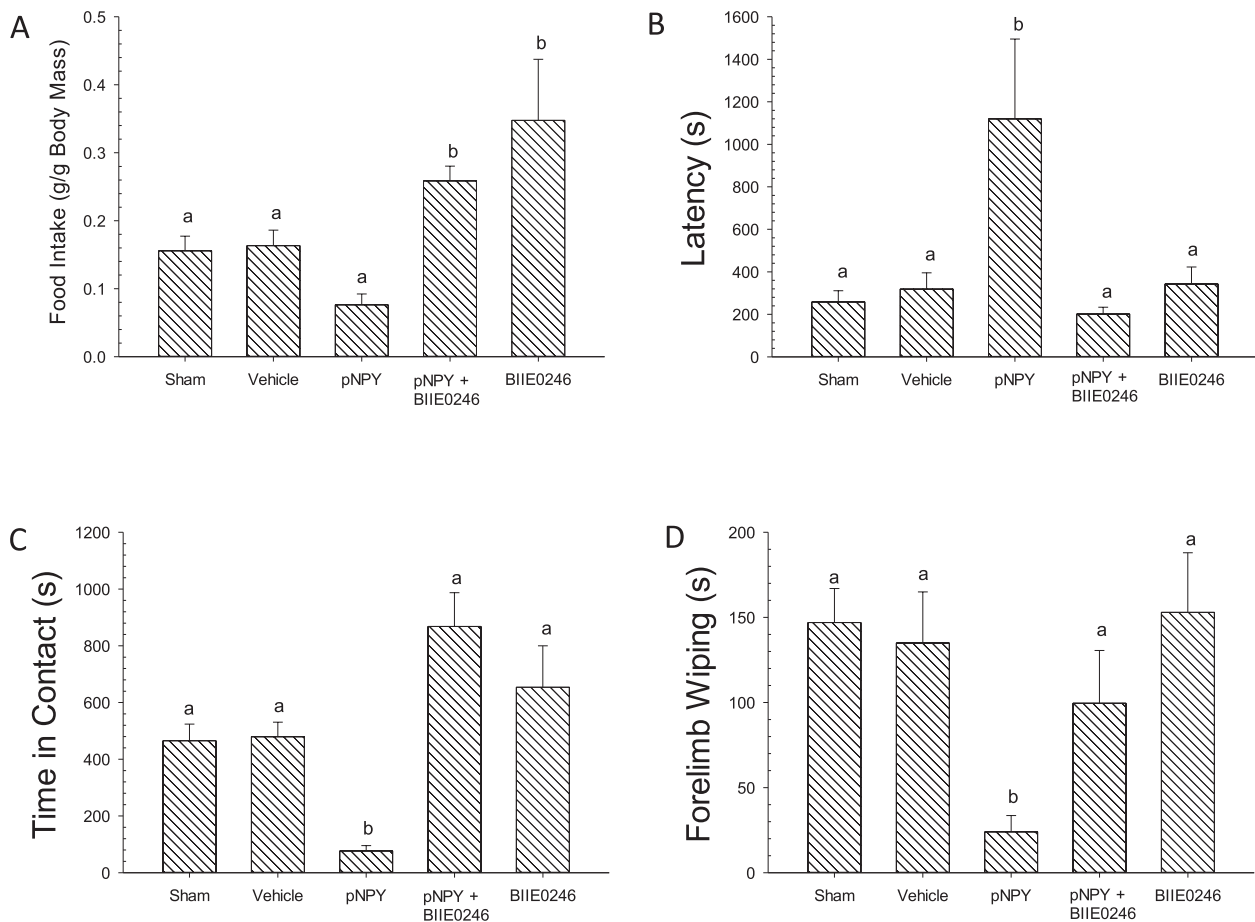 A
Food Intake (g/g Body Mass)
0.5
0.4
0.3
0.2
0.1
0.0
a
a
a
b
b
Sham
Vehicle
pNPY
pNPY +
BIIE0246
BIIE0246
B
Latency (s)
1600
1400
1200
1000
800
600
400
200
0
a
a
b
a
a
Sham
Vehicle
pNPY
pNPY +
BIIE0246
BIIE0246
C
Time in Contact (s)
1200
1000
800
600
400
200
0
a
a
b
a
a
Sham
Vehicle
pNPY
pNPY +
BIIE0246
BIIE0246
D
Forelimb Wiping (s)
200
150
100
50
0
a
a
b
a
a
Sham
Vehicle
pNPY
pNPY +
BIIE0246
BIIE0246